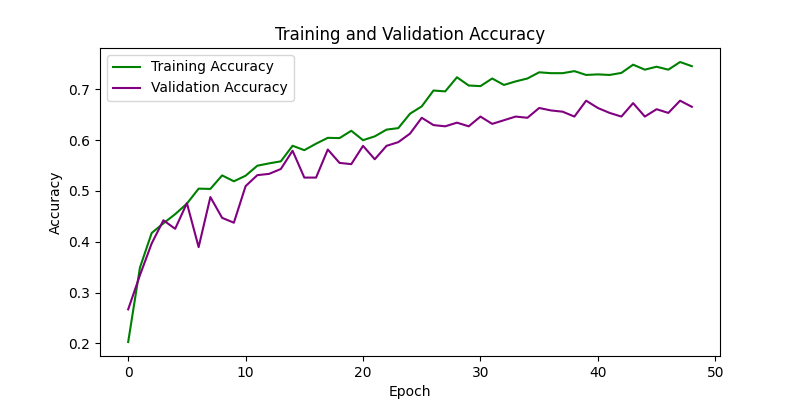 Training and Validation Accuracy
Training Accuracy
Validation Accuracy
0.7
0.6
0.5
0.4
0.3
0.2
Accuracy
0 10 20 30 40 50
Epoch